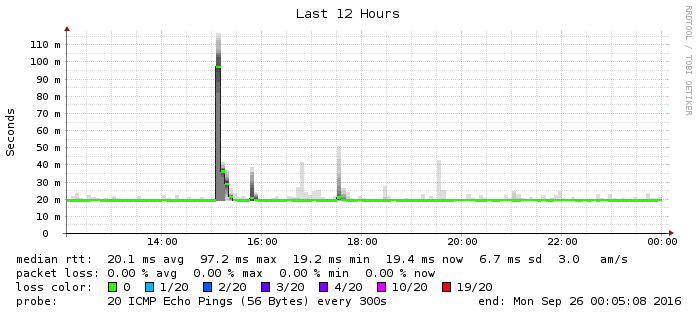 Last 12 Hours
RRDTOOL / TOBI OETIKER
Seconds
110 m
100 m
90 m
80 m
70 m
60 m
50 m
40 m
30 m
20 m
10 m
0
14:00 16:00 18:00 20:00 22:00 00:00
median rtt: 20.1 ms avg 97.2 ms max 19.2 ms min 19.4 ms now 6.7 ms sd 3.0 am/s
packet loss: 0.00 % avg 0.00 % max 0.00 % min 0.00 % now
loss color: 0 1/20 2/20 3/20 4/20 10/20 19/20
probe: 20 ICMP Echo Pings (56 Bytes) every 300s end: Mon Sep 26 00:05:08 2016